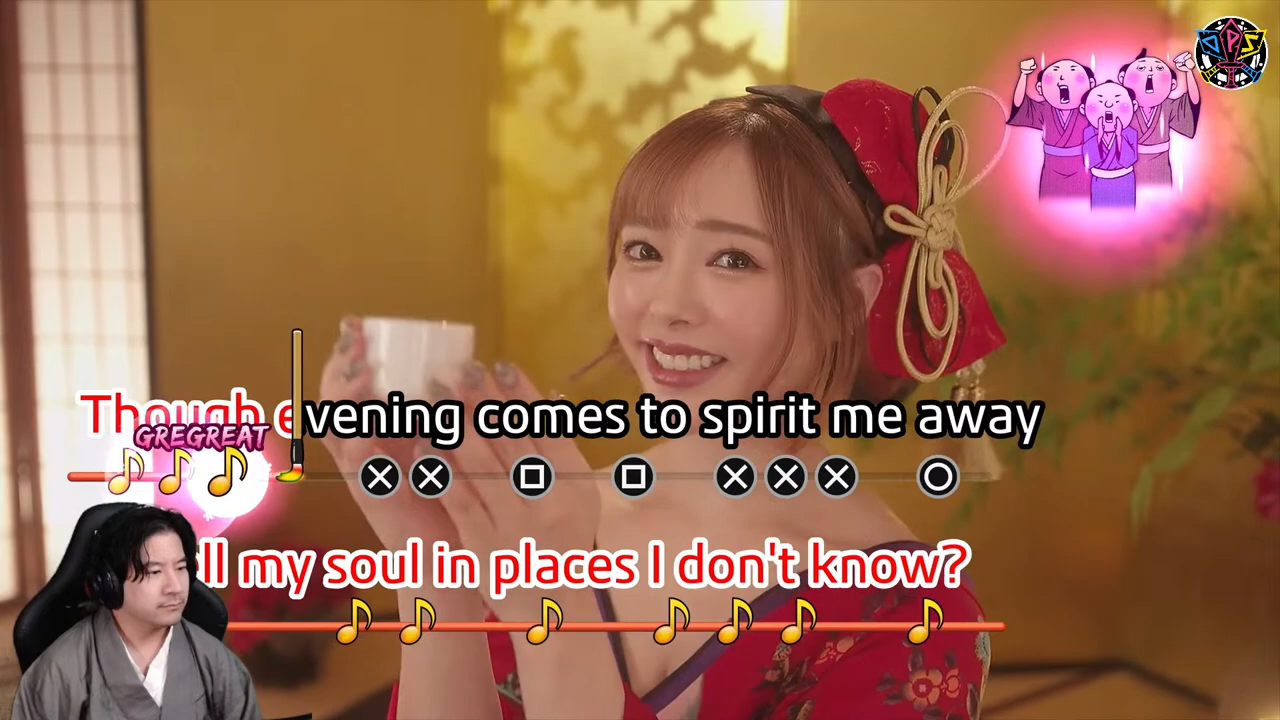 Though evening comes to spirit me away
GREGREAT
ll my soul in places I don't know?